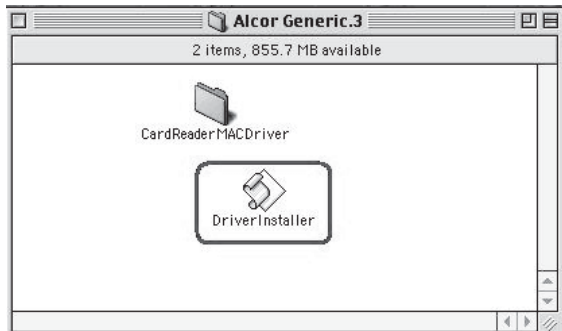 Alcor Generic.3
2 items, 855.7 MB available
CardReaderMACDriver
DriverInstaller